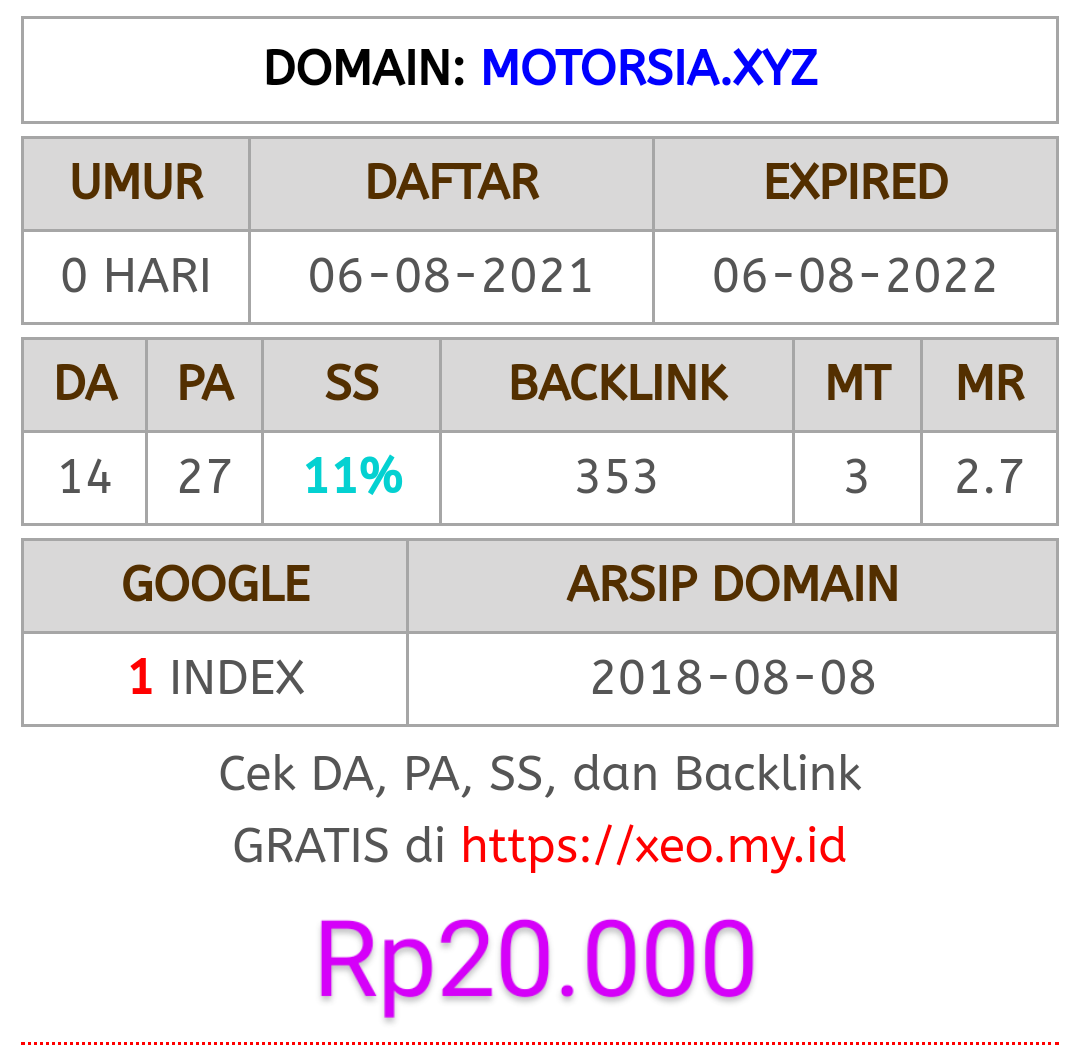 DOMAIN: MOTORSIA.XYZ
UMUR DAFTAR EXPIRED
0 HARI 06-08-2021 06-08-2022
DA PA SS BACKLINK MT MR
14 27 11% 353 3 2.7
GOOGLE ARSIP DOMAIN
1 INDEX 2018-08-08
Cek DA, PA, SS, dan Backlink
GRATIS di https://xeo.my.id
Rp20.000